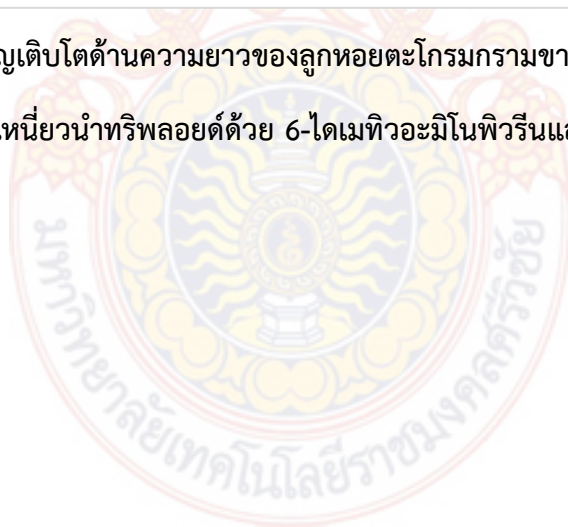 ญเติบโตด้านความยาวของลูกหอยตะโกรมกรามขา
เหนี่ยวนำทริพลอยด์ด้วย 6-ไดเมทิวอะมิโนพิวรีนแล
มหาวิทยาลัยเทคโนโลยีราชมงคลศรีวิชัย